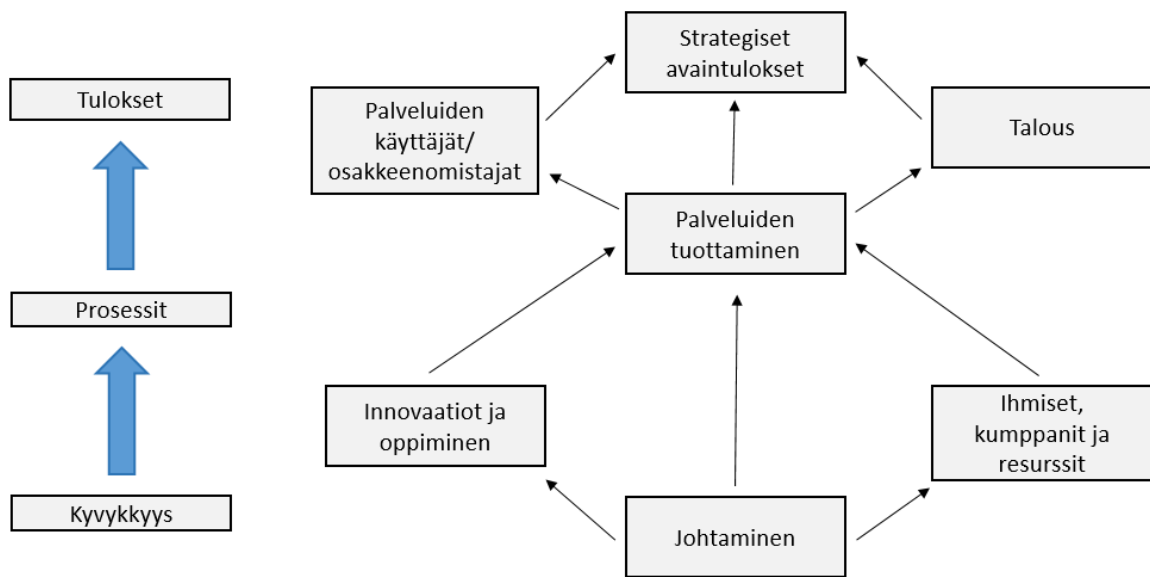 Tulokset
Prosessit
Kyvykkyys
Strategiset
avaintulokset
Palveluiden
käyttäjät/
osakkeenomistajat
Talous
Palveluiden
tuottaminen
Innovaatiot ja
oppiminen
Ihmiset,
kumppanit ja
resurssit
Johtaminen